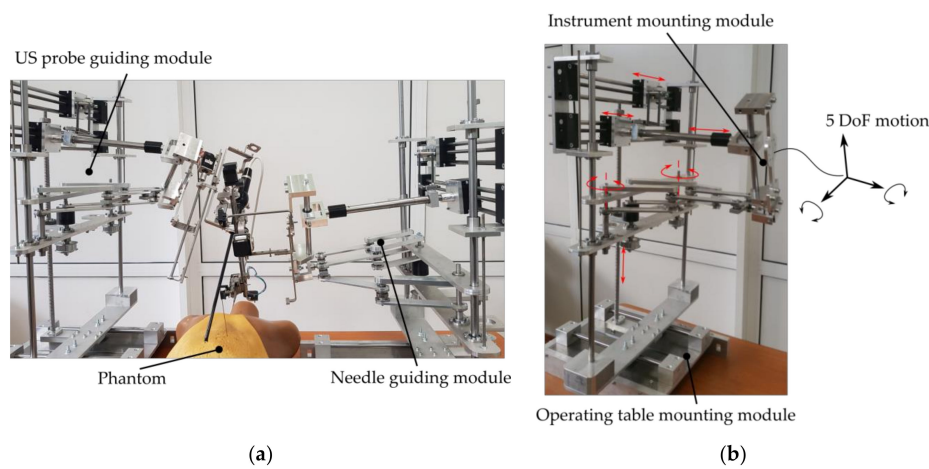 US probe guiding module
Phantom
Needle guiding module
(a)
Instrument mounting module
5 DoF motion
Operating table mounting module
(b)